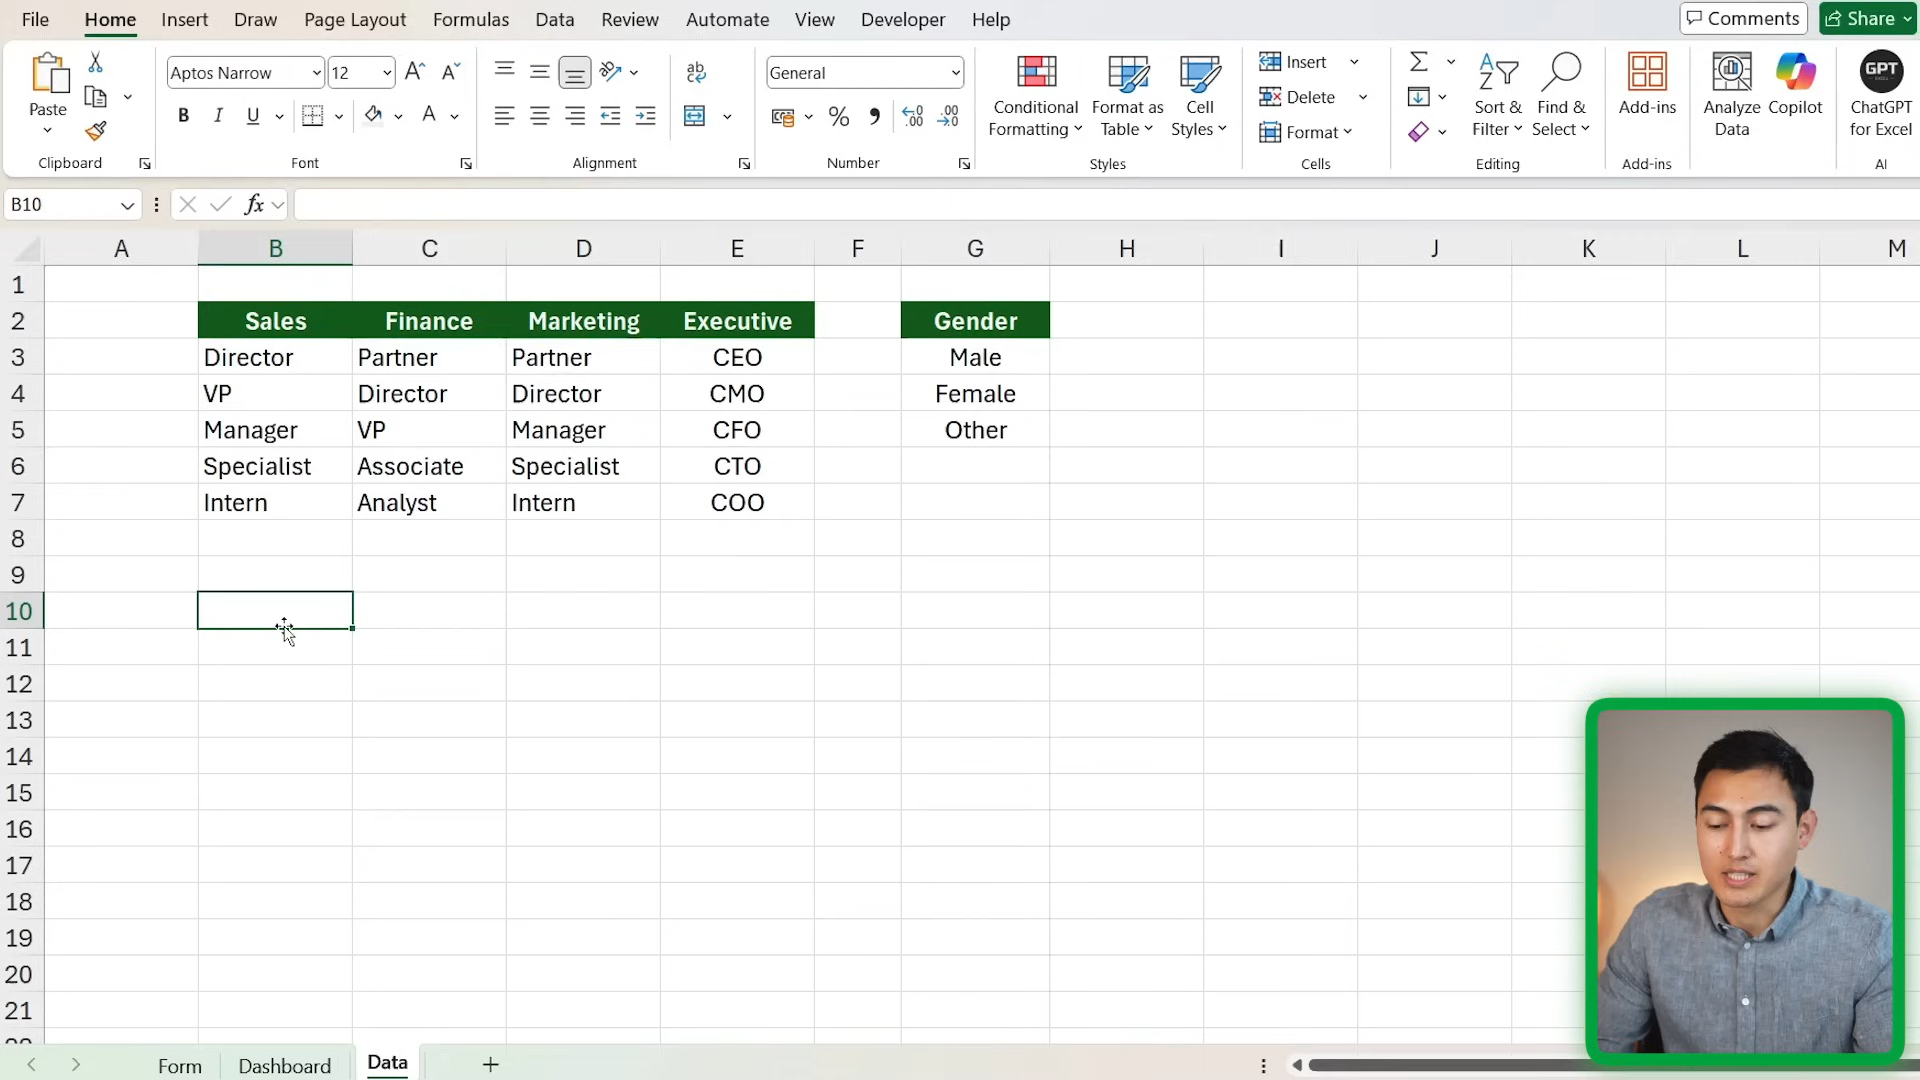 File Home Insert Draw Page Layout Formulas Data Review Automate View Developer Help Comments Share
Paste
Clipboard
Aptos Narrow 12
B I U A
Font
ab
Alignment
General
% , .00
Number
Conditional Formatting
Format as Table
Cell Styles
Styles
Insert
Delete
Format
Cells
Sort & Filter
Find & Select
Editing
Add-ins
Add-ins
Analyze Data
Copilot
GPT
ChatGPT for Excel
AI
B10 fx
A B C D E F G H I J K L M
1
2 Sales Finance Marketing Executive Gender
3 Director Partner Partner CEO Male
4 VP Director Director CMO Female
5 Manager VP Manager CFO Other
6 Specialist Associate Specialist CTO
7 Intern Analyst Intern COO
8
9
10
11
12
13
14
15
16
17
18
19
20
21
Form Dashboard Data